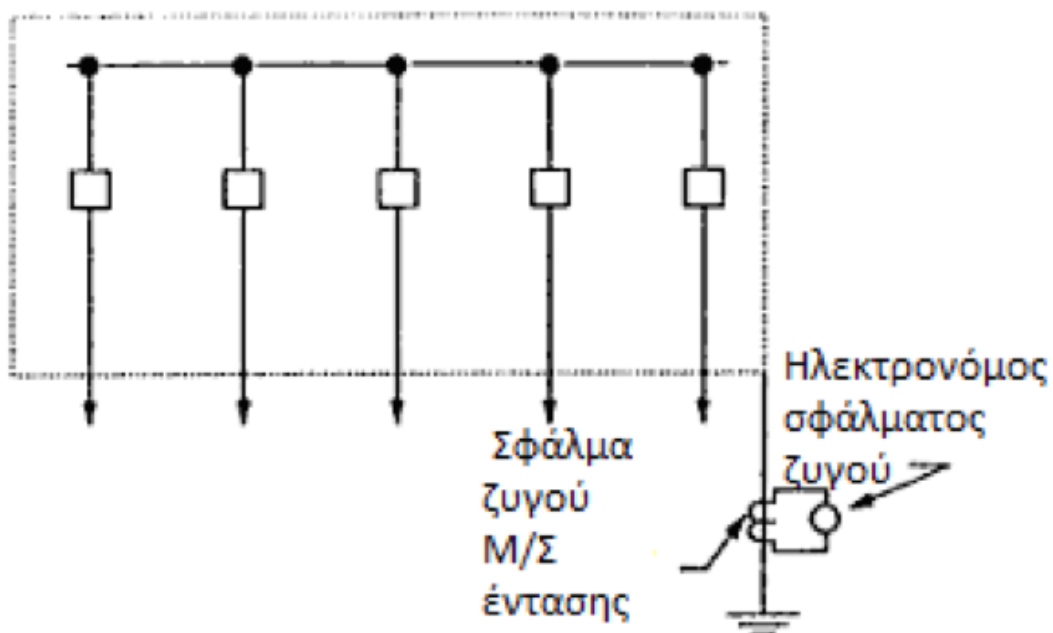 Ηλεκτρονόμος
σφάλματος
ζυγού
Σφάλμα
ζυγού
Μ/Σ
έντασης